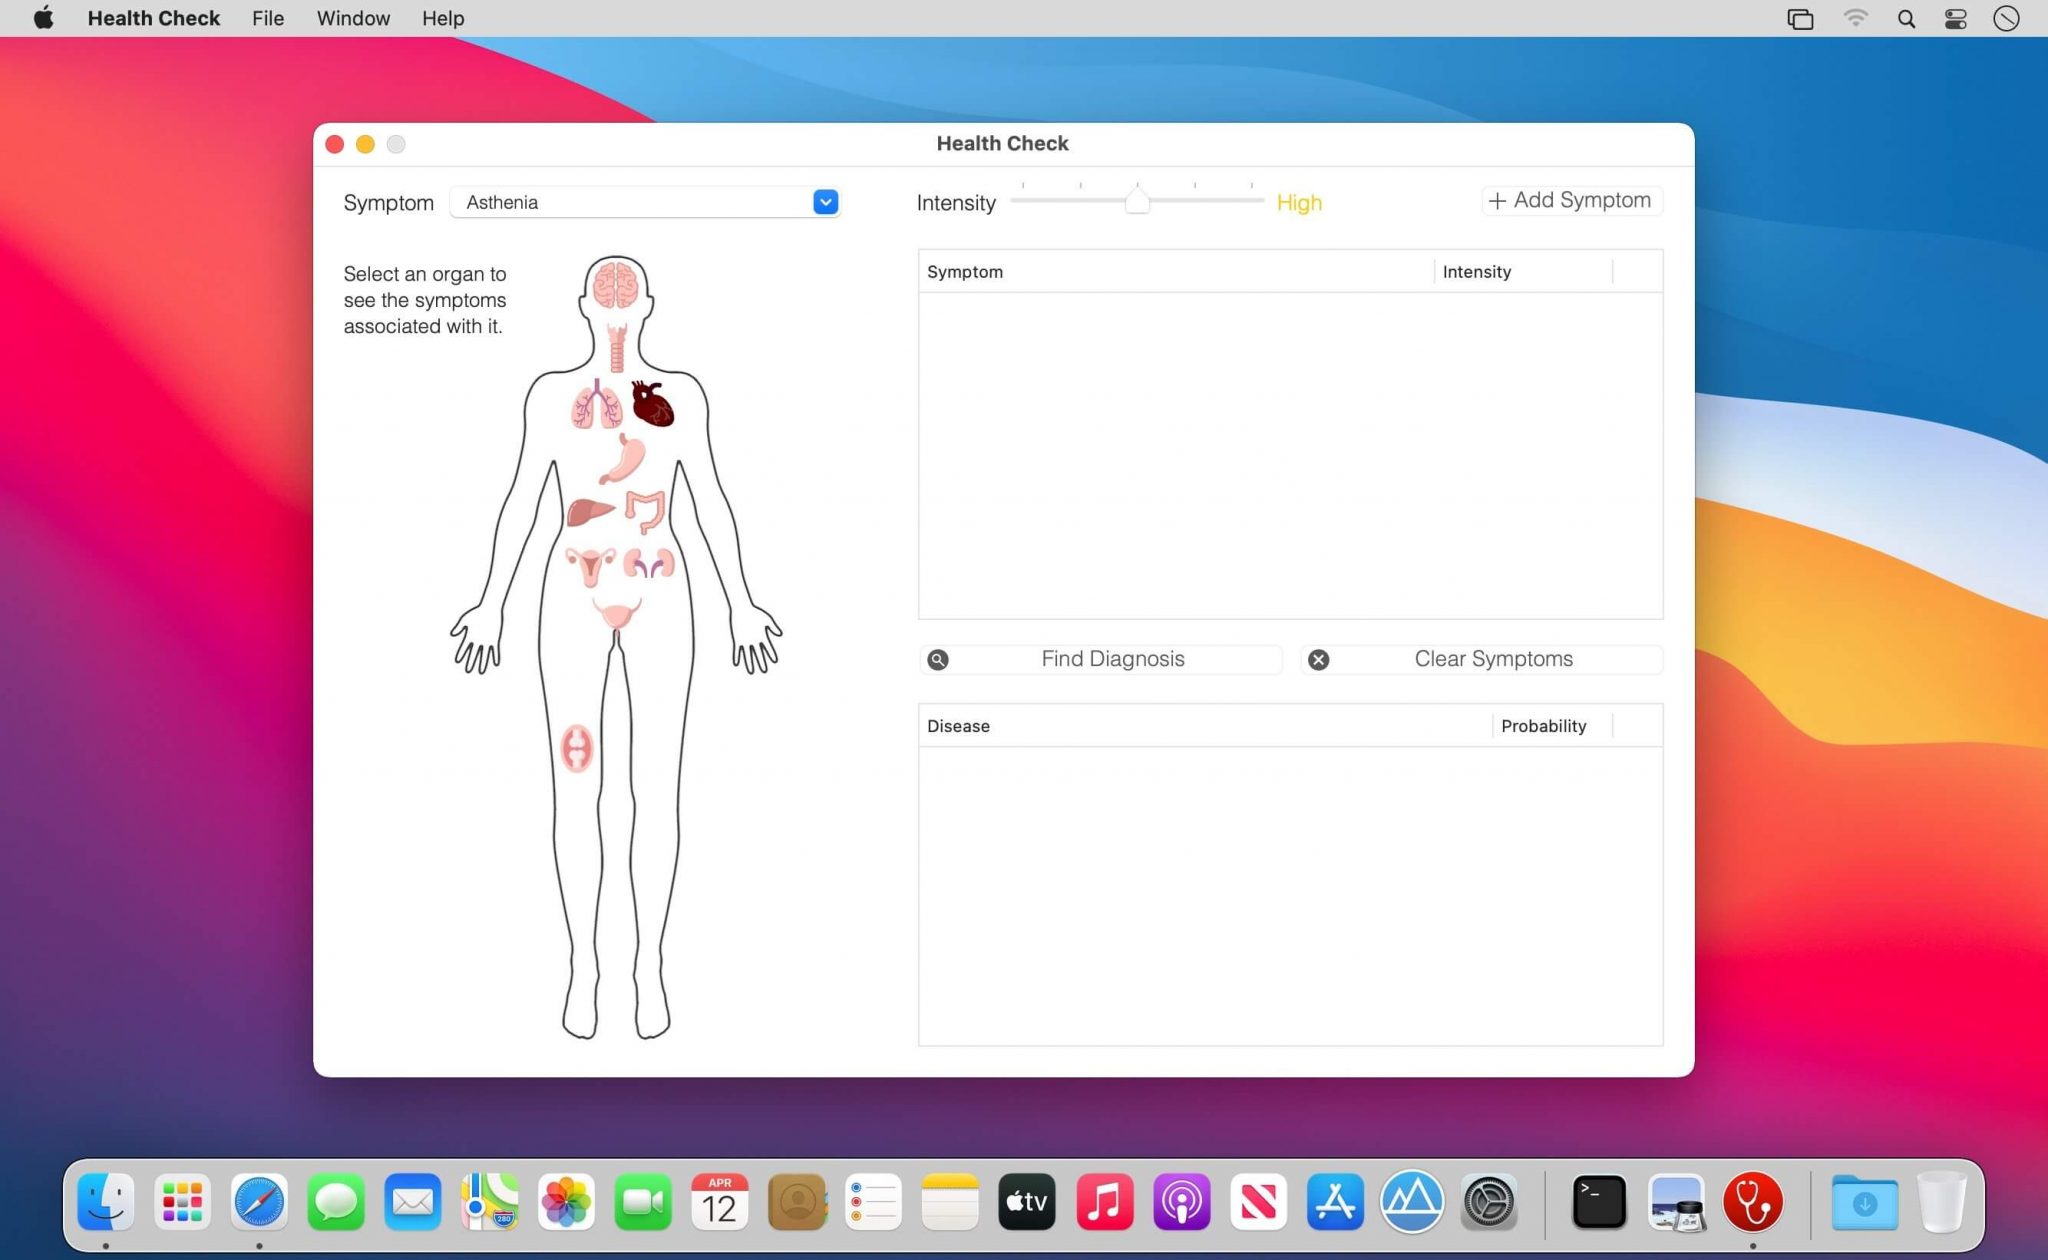 Health Check File Window Help
Health Check
Symptom Asthenia
Intensity High + Add Symptom
Select an organ to
see the symptoms
associated with it.
Symptom Intensity
Find Diagnosis Clear Symptoms
Disease Probability
280
APR
12
tv
>_